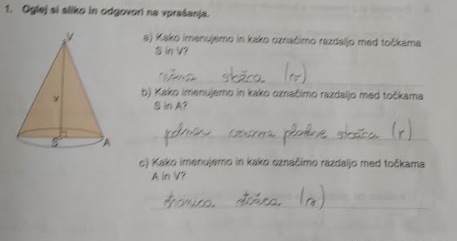 1. Oglej si sliko in odgovori na vprašanja.
V
v
S
A
a) Kako imenujemo in kako označimo razdaljo med točkama
S in V?
višina stožca (v)
b) Kako imenujemo in kako označimo razdaljo med točkama
S in A?
polmer osnovne ploskve stožca (r)
c) Kako imenujemo in kako označimo razdaljo med točkama
A in V?
stranica stožca (s)